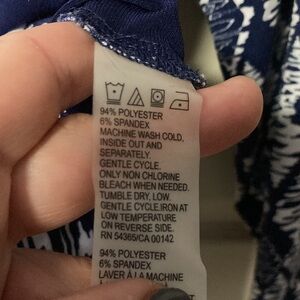 94% POLYESTER
6% SPANDEX
MACHINE WASH COLD,
INSIDE OUT AND
SEPARATELY.
GENTLE CYCLE.
ONLY NON CHLORINE
BLEACH WHEN NEEDED.
TUMBLE DRY, LOW.
GENTLE CYCLE.IRON AT
LOW TEMPERATURE
ON REVERSE SIDE.
RN 54365/CA 00142
94% POLYESTER
6% SPANDEX
LAVER À LA MACHINE